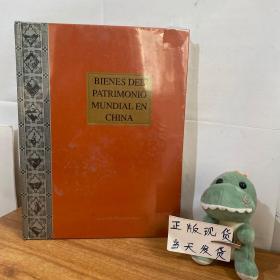 BIENES DEL
PATRIMONIO
MUNDIAL EN
CHINA
正版现货
当天发货